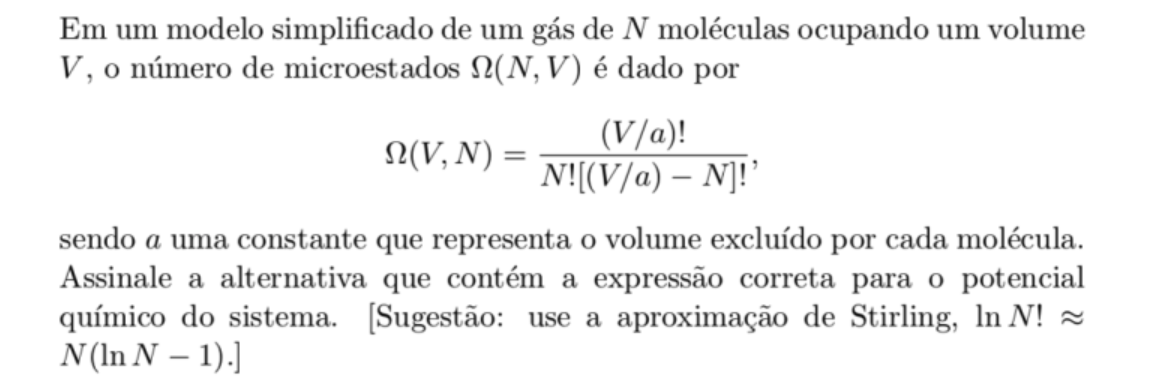 Em um modelo simplificado de um gás de N moléculas ocupando um volume
V, o número de microestados Ω(N, V) é dado por
Ω(V, N) = (V/a)! / N![(V/a) − N]!,
sendo a uma constante que representa o volume excluído por cada molécula.
Assinale a alternativa que contém a expressão correta para o potencial
químico do sistema. [Sugestão: use a aproximação de Stirling, ln N! ≈
N(ln N − 1).]